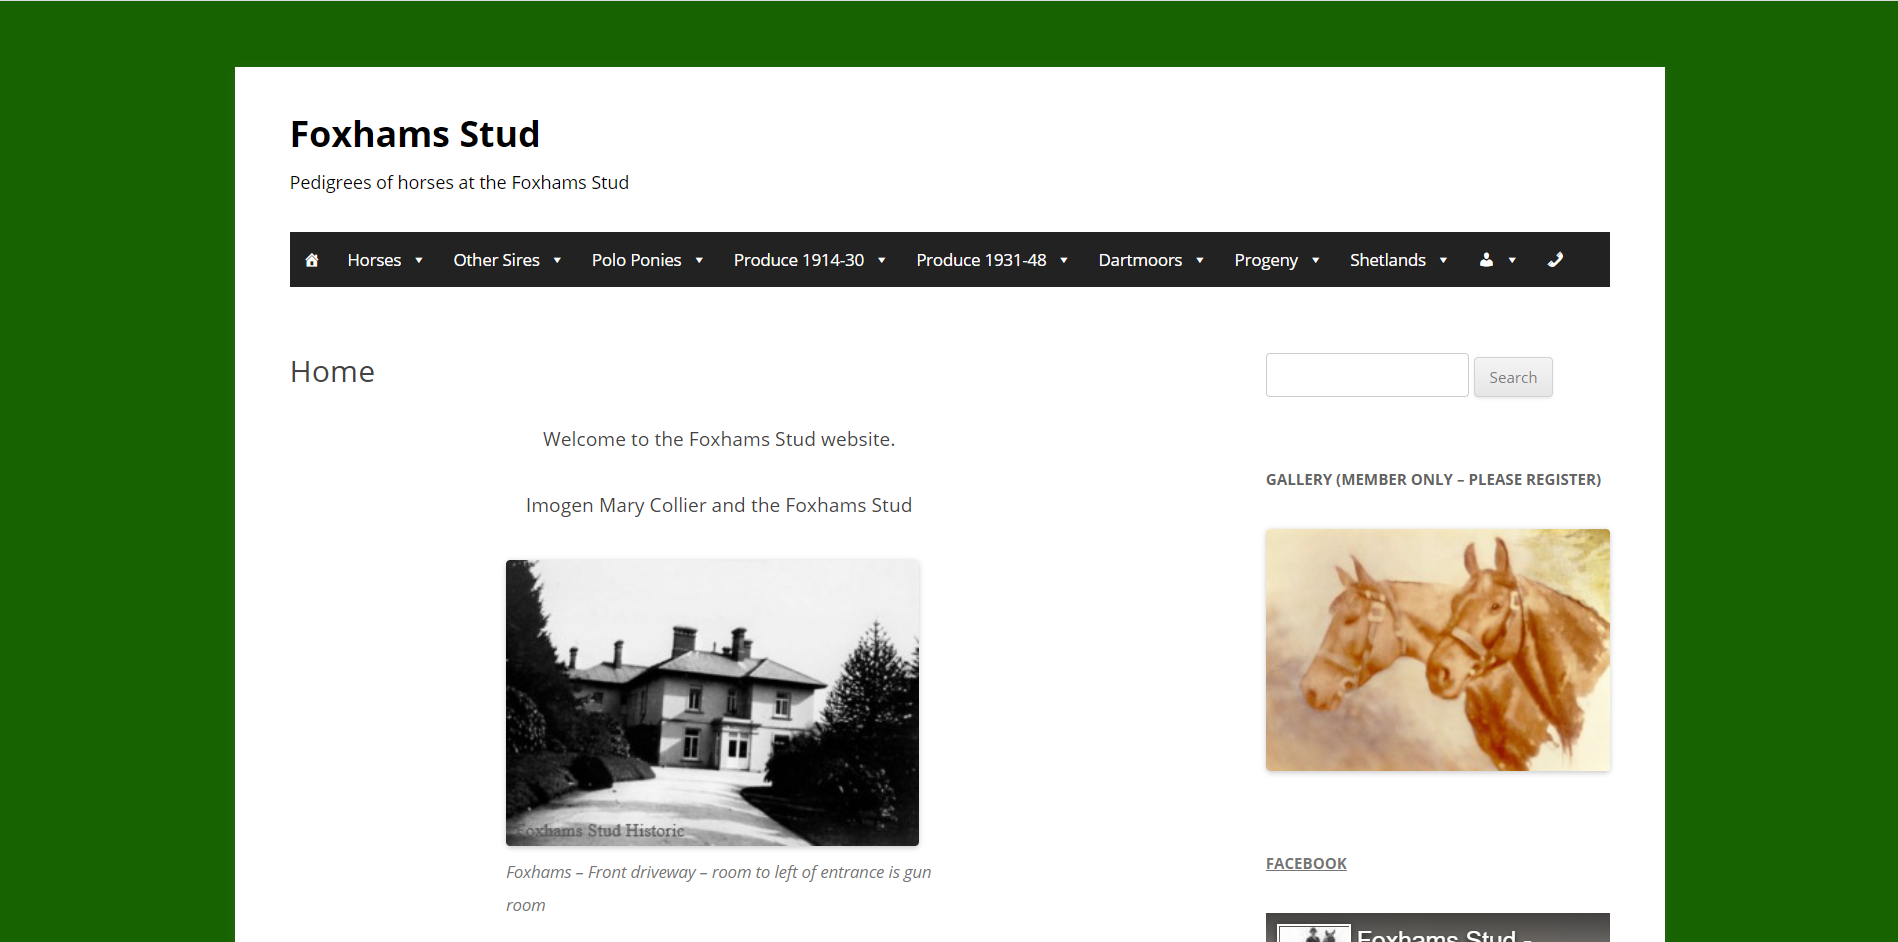 Foxhams Stud
Pedigrees of horses at the Foxhams Stud
Horses Other Sires Polo Ponies Produce 1914-30 Produce 1931-48 Dartmoors Progeny Shetlands
Home
Welcome to the Foxhams Stud website.
Imogen Mary Collier and the Foxhams Stud
Foxhams Stud Historic
Foxhams – Front driveway – room to left of entrance is gun
room
Search
GALLERY (MEMBER ONLY – PLEASE REGISTER)
FACEBOOK
Foxhams Stud -